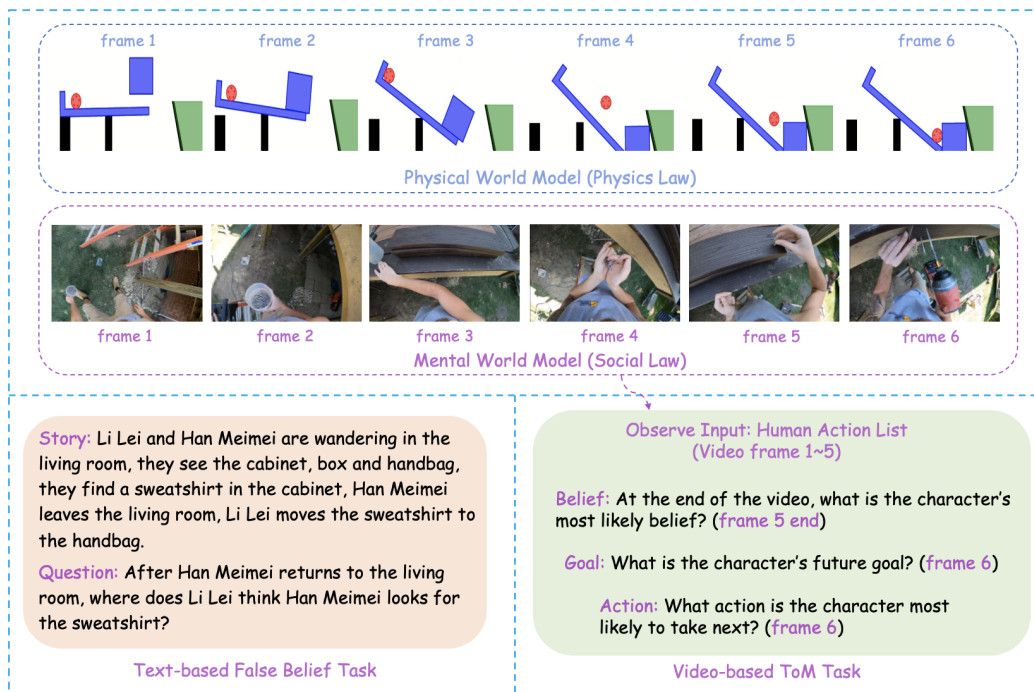 frame 1
frame 2
frame 3
frame 4
frame 5
frame 6
Physical World Model (Physics Law)
frame 1
frame 2
frame 3
frame 4
frame 5
frame 6
Mental World Model (Social Law)
Story: Li Lei and Han Meimei are wandering in the
living room, they see the cabinet, box and handbag,
they find a sweatshirt in the cabinet, Han Meimei
leaves the living room, Li Lei moves the sweatshirt to
the handbag.
Question: After Han Meimei returns to the living
room, where does Li Lei think Han Meimei looks for
the sweatshirt?
Text-based False Belief Task
Observe Input: Human Action List
(Video frame 1~5)
Belief: At the end of the video, what is the character's
most likely belief? (frame 5 end)
Goal: What is the character's future goal? (frame 6)
Action: What action is the character most
likely to take next? (frame 6)
Video-based ToM Task